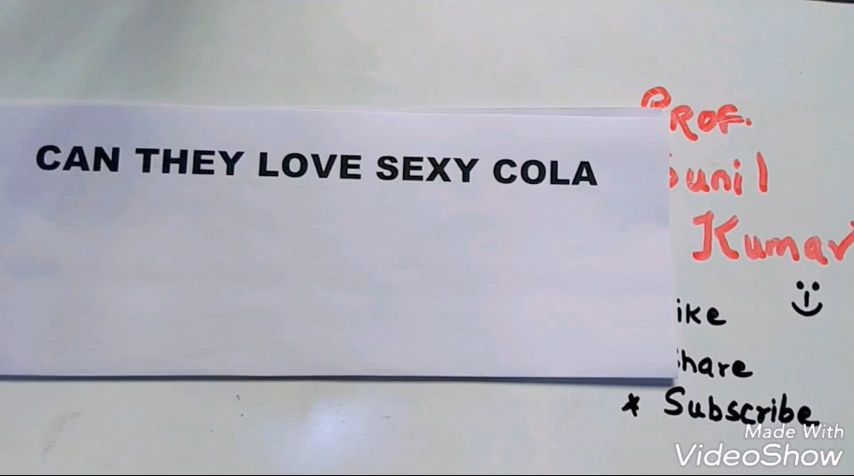 CAN THEY LOVE SEXY COLA
PROF.
Sunil
Kumar
ike
hare
* Subscribe
Made With
VideoShow